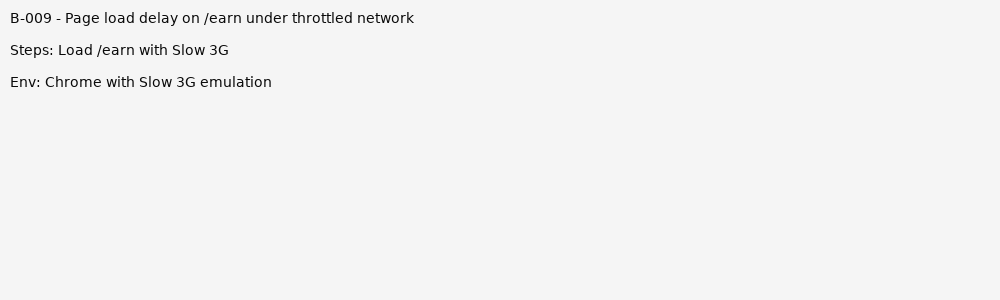 B-009 - Page load delay on /earn under throttled network
Steps: Load /earn with Slow 3G
Env: Chrome with Slow 3G emulation